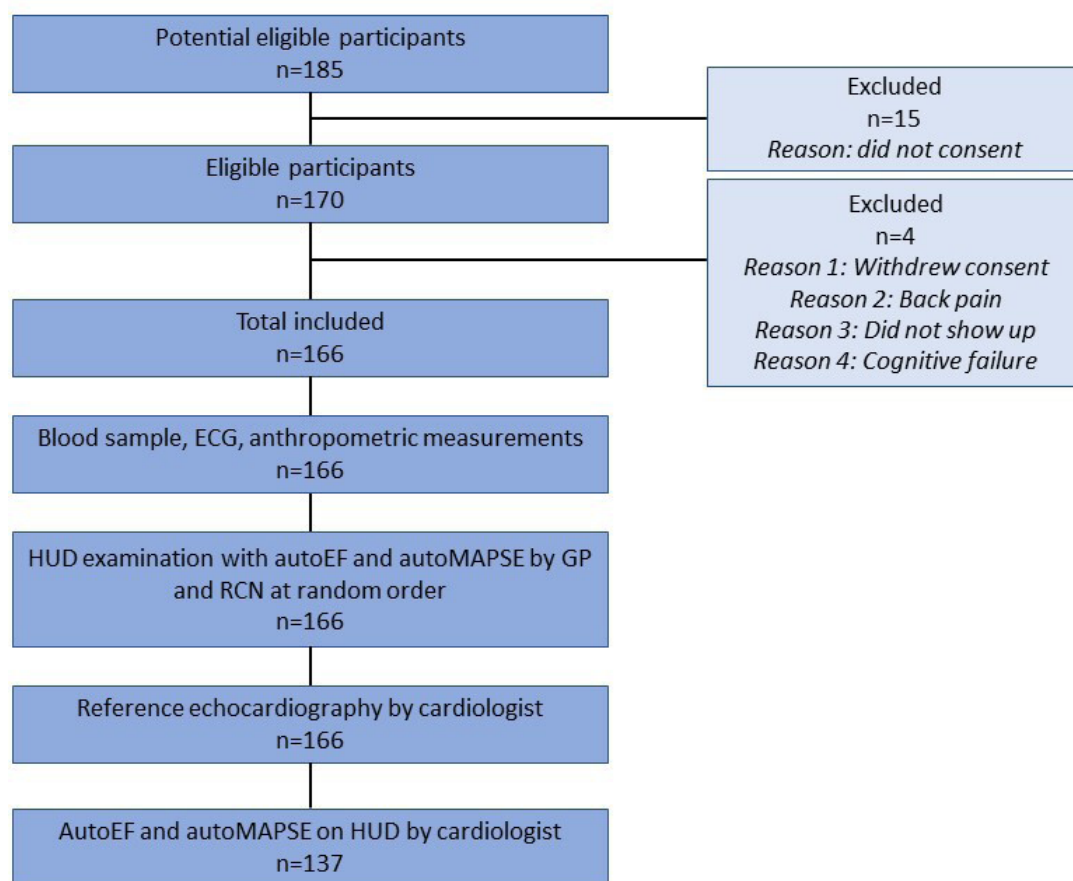 Potential eligible participants
n=185
Excluded
n=15
Reason: did not consent
Eligible participants
n=170
Excluded
n=4
Reason 1: Withdrew consent
Reason 2: Back pain
Reason 3: Did not show up
Reason 4: Cognitive failure
Total included
n=166
Blood sample, ECG, anthropometric measurements
n=166
HUD examination with autoEF and autoMAPSE by GP
and RCN at random order
n=166
Reference echocardiography by cardiologist
n=166
AutoEF and autoMAPSE on HUD by cardiologist
n=137